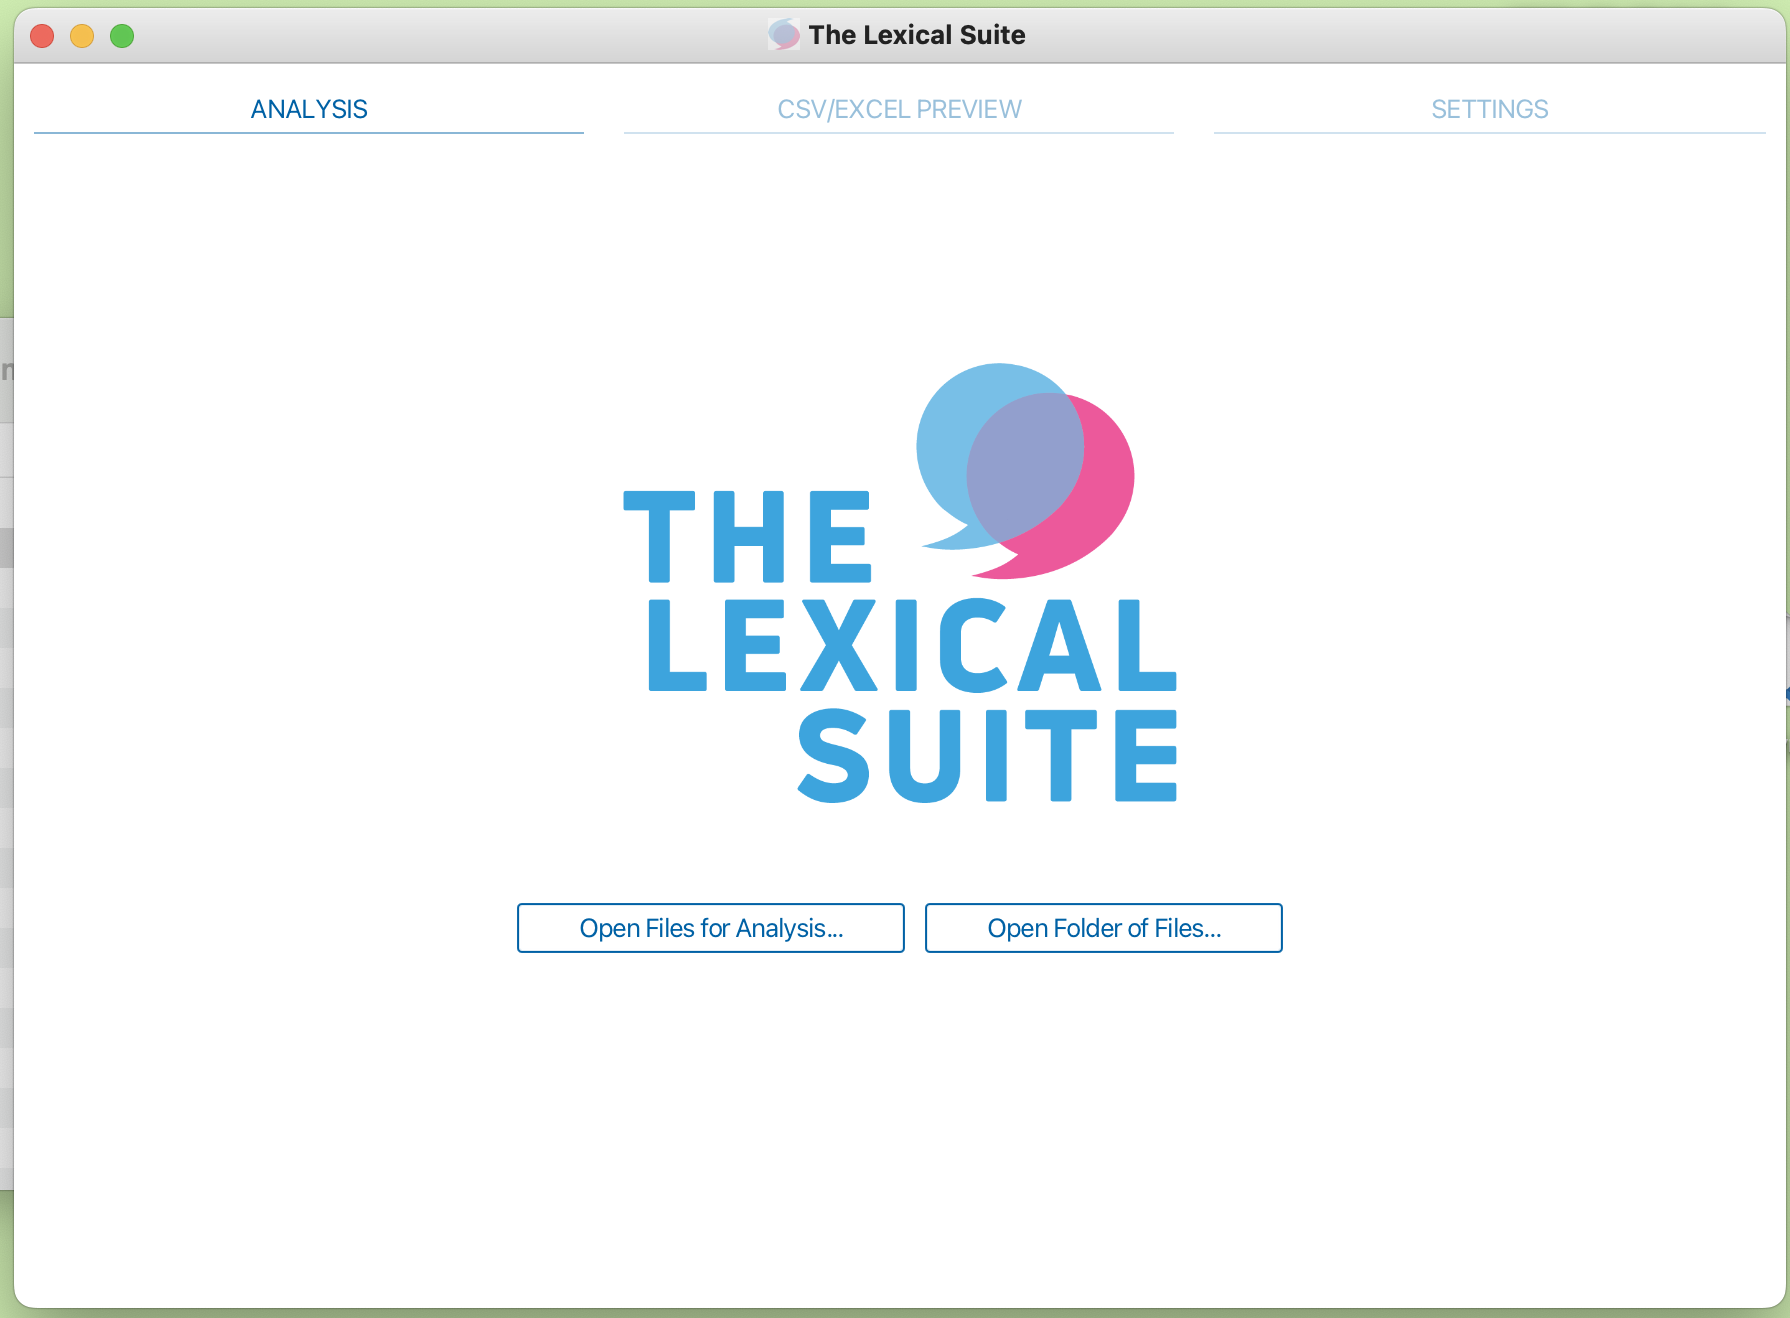 The Lexical Suite
ANALYSIS
CSV/EXCEL PREVIEW
SETTINGS
THE
LEXICAL
SUITE
Open Files for Analysis...
Open Folder of Files...